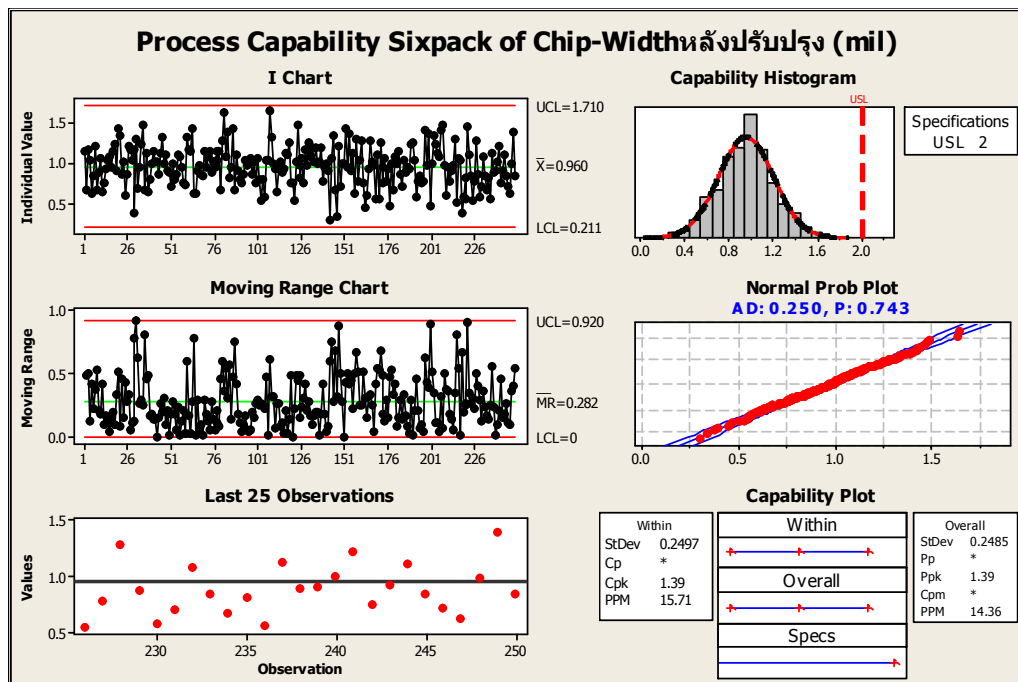 Process Capability Sixpack of Chip-Widthหลังปรับปรุง (mil)
I Chart
Individual Value
1.5
1.0
0.5
1 26 51 76 101 126 151 176 201 226
UCL=1.710
X̄=0.960
LCL=0.211
Capability Histogram
USL
0.0 0.4 0.8 1.2 1.6 2.0
Specifications
USL 2
Moving Range Chart
Moving Range
1.0
0.5
0.0
1 26 51 76 101 126 151 176 201 226
UCL=0.920
M̅R̅=0.282
LCL=0
Normal Prob Plot
AD: 0.250, P: 0.743
0.0 0.5 1.0 1.5
Last 25 Observations
Values
1.5
1.0
0.5
230 235 240 245 250
Observation
Capability Plot
Within
StDev 0.2497
Cp *
Cpk 1.39
PPM 15.71
Within
Overall
Specs
Overall
StDev 0.2485
Pp *
Ppk 1.39
Cpm *
PPM 14.36